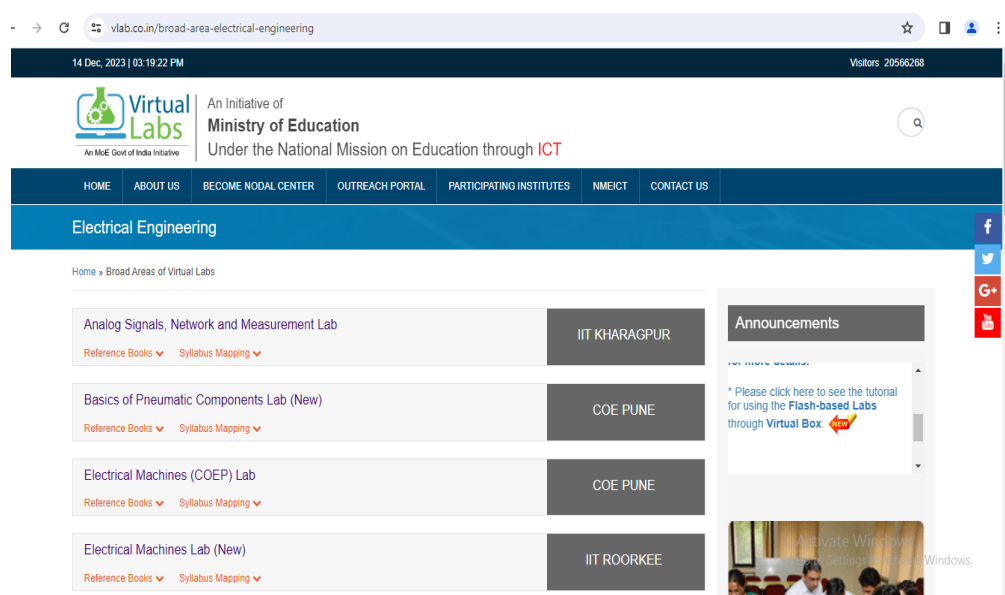 vlab.co.in/broad-area-electrical-engineering
14 Dec, 2023 | 03:19:22 PM
Visitors 20566268
Virtual
Labs
An MoE Govt of India Initiative
An Initiative of
Ministry of Education
Under the National Mission on Education through ICT
HOME ABOUT US BECOME NODAL CENTER OUTREACH PORTAL PARTICIPATING INSTITUTES NMEICT CONTACT US
Electrical Engineering
Home » Broad Areas of Virtual Labs
Analog Signals, Network and Measurement Lab
Reference Books Syllabus Mapping
IIT KHARAGPUR
Basics of Pneumatic Components Lab (New)
Reference Books Syllabus Mapping
COE PUNE
Electrical Machines (COEP) Lab
Reference Books Syllabus Mapping
COE PUNE
Electrical Machines Lab (New)
Reference Books Syllabus Mapping
IIT ROORKEE
Announcements
for more details.
* Please click here to see the tutorial
for using the Flash-based Labs
through Virtual Box. NEW
Activate Windows
Settings Windows.
f
G+
You